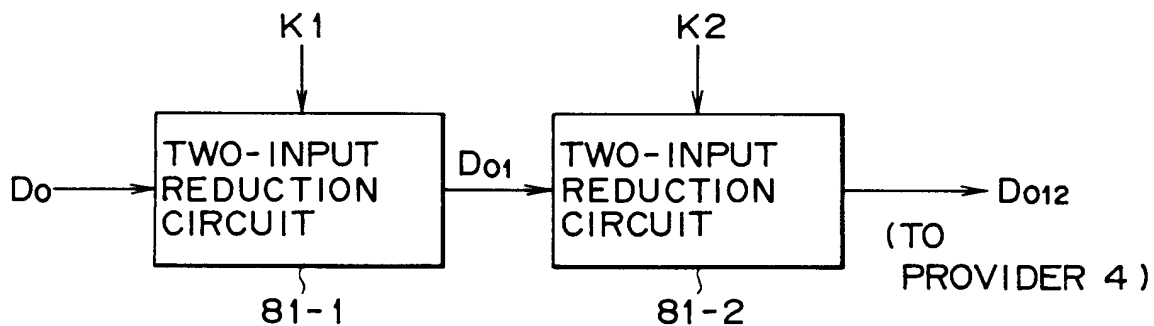 K1
K2
TWO-INPUT
REDUCTION
CIRCUIT
TWO-INPUT
REDUCTION
CIRCUIT
Do
Do1
Do12
(TO
PROVIDER 4)
81-1
81-2